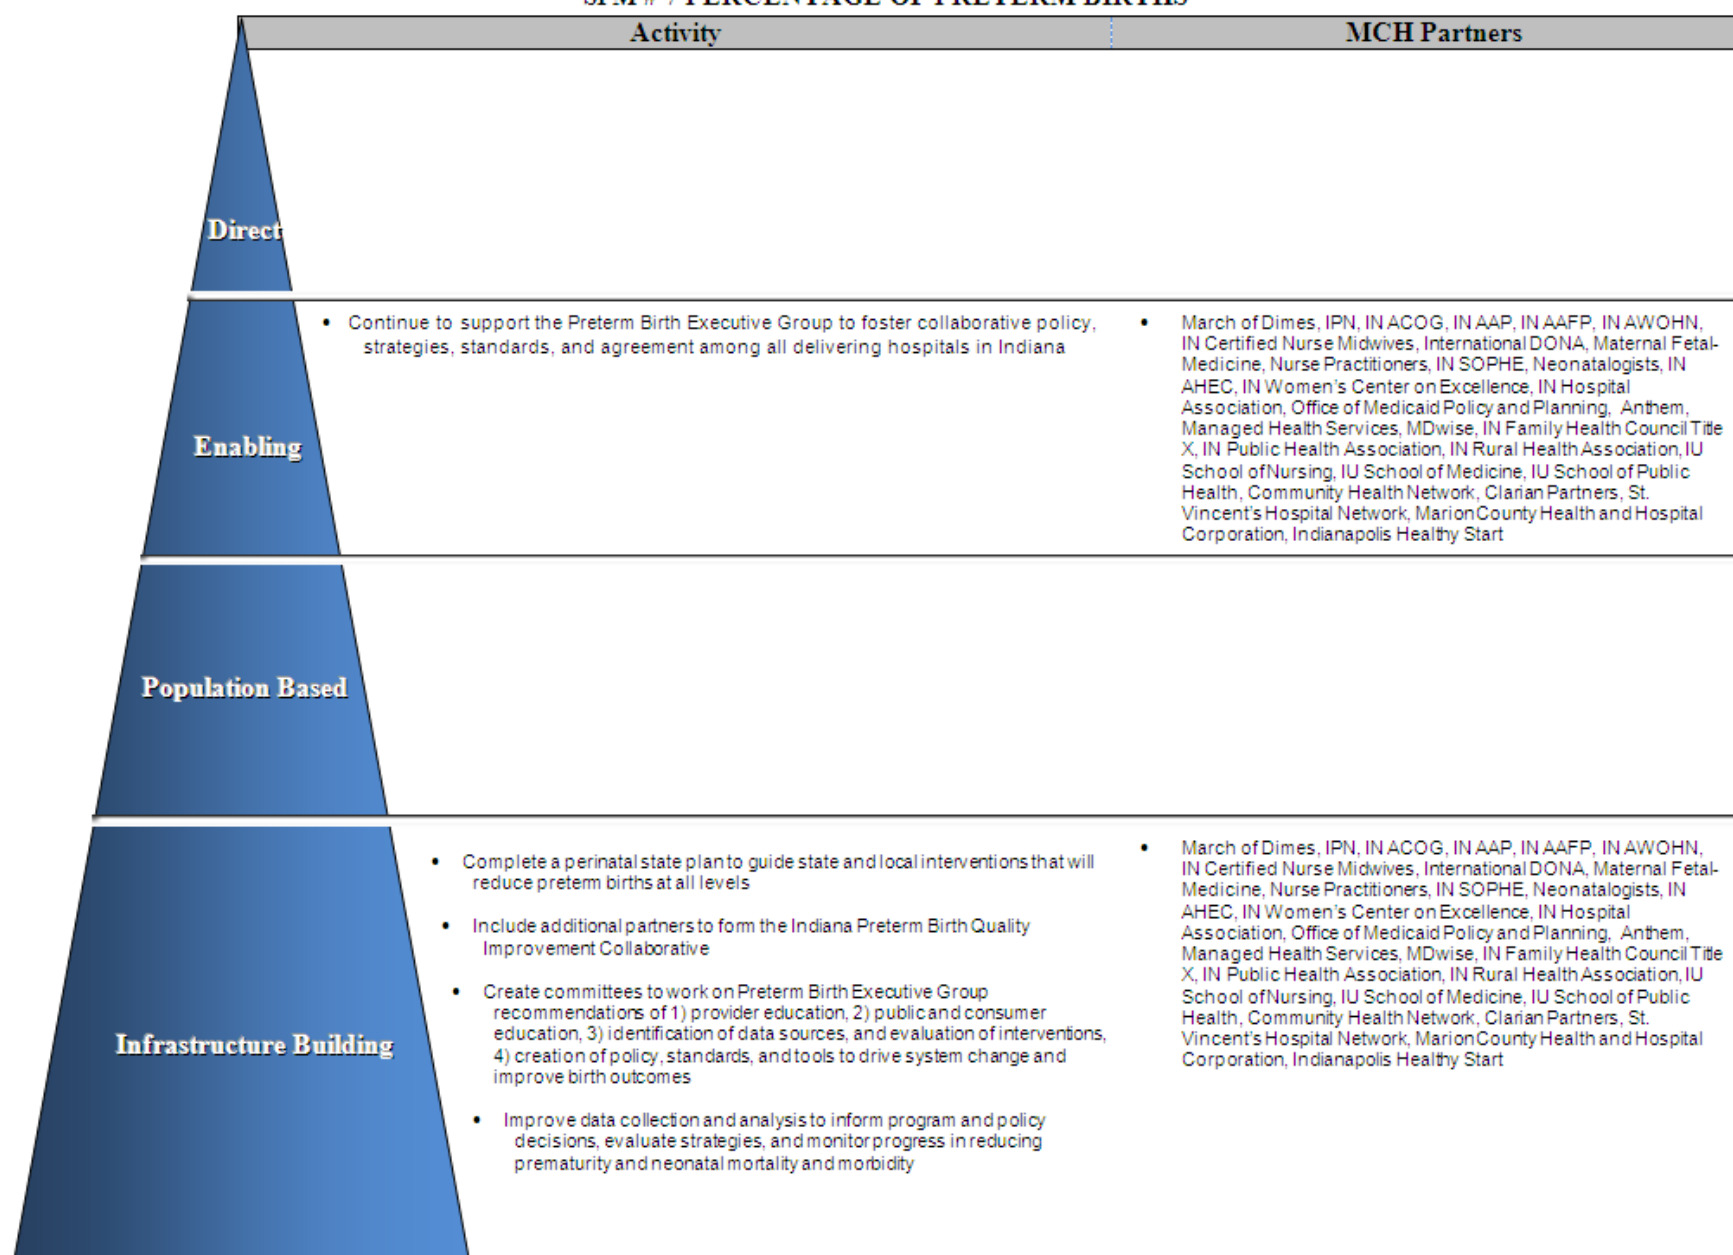 SPM # 7 PERCENTAGE OF PRETERM BIRTHS
Activity
MCH Partners
Direct
Enabling
• Continue to support the Preterm Birth Executive Group to foster collaborative policy,
strategies, standards, and agreement among all delivering hospitals in Indiana
• March of Dimes, IPN, IN ACOG, IN AAP, IN AAFP, IN AWOHN,
IN Certified Nurse Midwives, International DONA, Maternal Fetal-
Medicine, Nurse Practitioners, IN SOPHE, Neonatalogists, IN
AHEC, IN Women's Center on Excellence, IN Hospital
Association, Office of Medicaid Policy and Planning, Anthem,
Managed Health Services, MDwise, IN Family Health Council Title
X, IN Public Health Association, IN Rural Health Association, IU
School of Nursing, IU School of Medicine, IU School of Public
Health, Community Health Network, Clarian Partners, St.
Vincent's Hospital Network, Marion County Health and Hospital
Corporation, Indianapolis Healthy Start
Population Based
Infrastructure Building
• Complete a perinatal state plan to guide state and local interventions that will
reduce preterm births at all levels
• Include additional partners to form the Indiana Preterm Birth Quality
Improvement Collaborative
• Create committees to work on Preterm Birth Executive Group
recommendations of 1) provider education, 2) public and consumer
education, 3) identification of data sources, and evaluation of interventions,
4) creation of policy, standards, and tools to drive system change and
improve birth outcomes
• Improve data collection and analysis to inform program and policy
decisions, evaluate strategies, and monitor progress in reducing
prematurity and neonatal mortality and morbidity
• March of Dimes, IPN, IN ACOG, IN AAP, IN AAFP, IN AWOHN,
IN Certified Nurse Midwives, International DONA, Maternal Fetal-
Medicine, Nurse Practitioners, IN SOPHE, Neonatalogists, IN
AHEC, IN Women's Center on Excellence, IN Hospital
Association, Office of Medicaid Policy and Planning, Anthem,
Managed Health Services, MDwise, IN Family Health Council Title
X, IN Public Health Association, IN Rural Health Association, IU
School of Nursing, IU School of Medicine, IU School of Public
Health, Community Health Network, Clarian Partners, St.
Vincent's Hospital Network, Marion County Health and Hospital
Corporation, Indianapolis Healthy Start